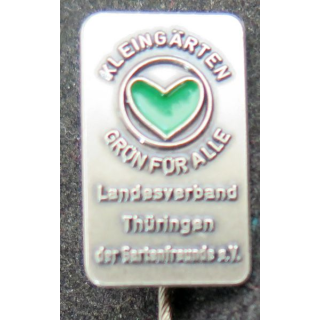 KLEINGÄRTEN
GRÜN FÜR ALLE
Landesverband
Thüringen
der Gartenfreunde e.V.